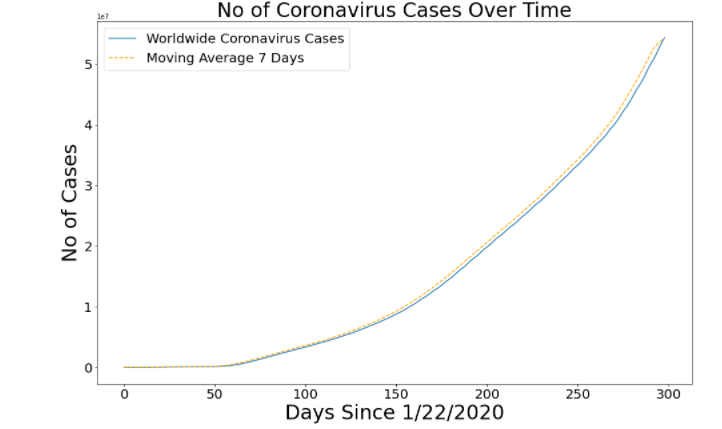 No of Coronavirus Cases Over Time
1e7
Worldwide Coronavirus Cases
Moving Average 7 Days
5
4
3
2
1
0
No of Cases
0 50 100 150 200 250 300
Days Since 1/22/2020